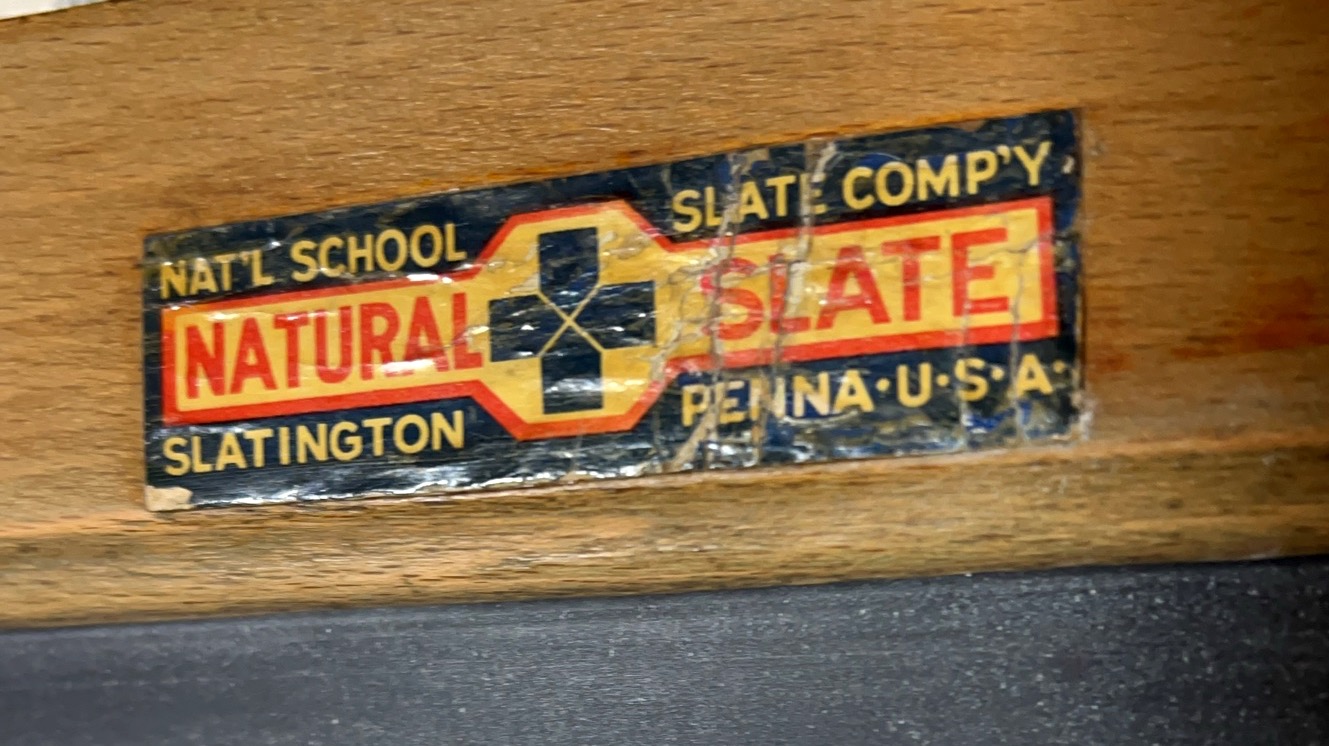 NAT'L SCHOOL SLATE COMP'Y
NATURAL SLATE
SLATINGTON PENNA·U·S·A·